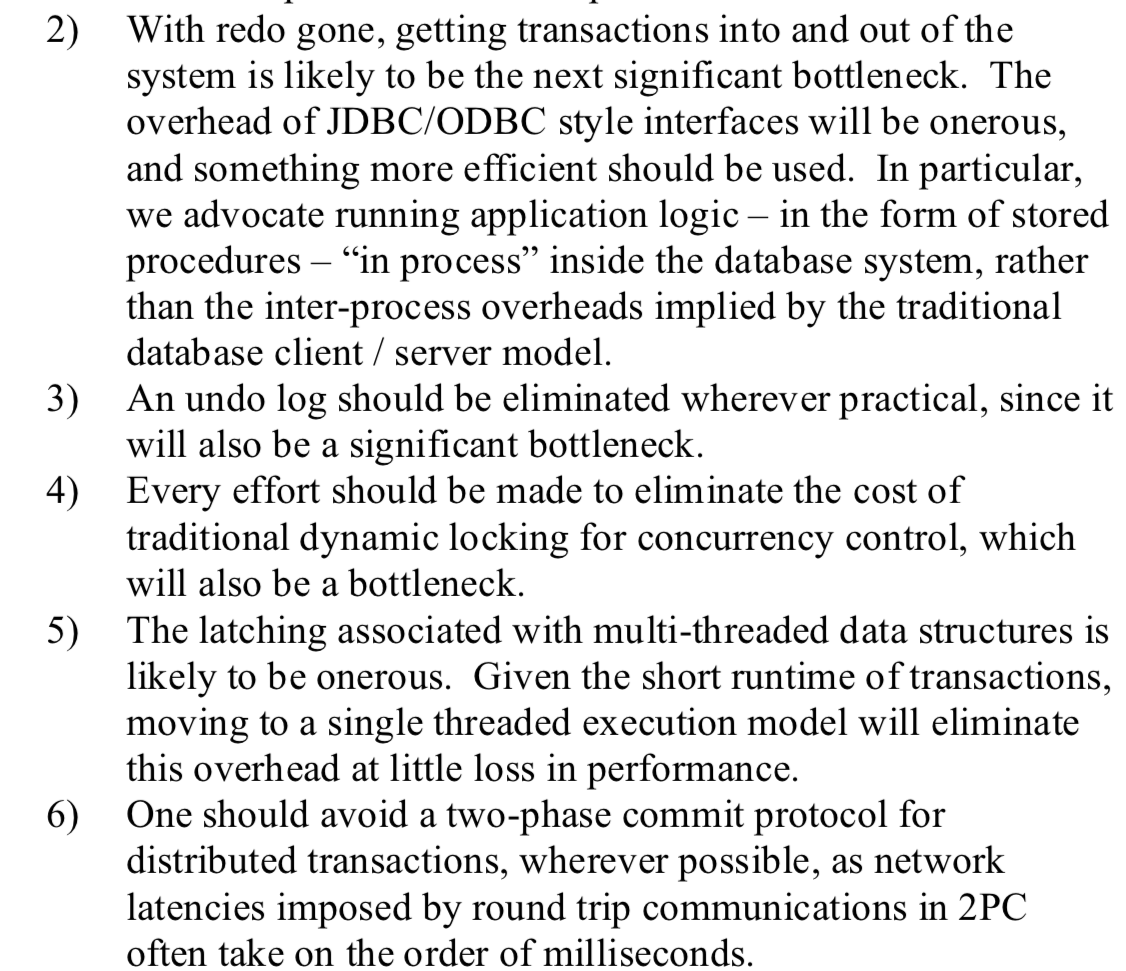 2) With redo gone, getting transactions into and out of the
system is likely to be the next significant bottleneck. The
overhead of JDBC/ODBC style interfaces will be onerous,
and something more efficient should be used. In particular,
we advocate running application logic – in the form of stored
procedures – “in process” inside the database system, rather
than the inter-process overheads implied by the traditional
database client / server model.
3) An undo log should be eliminated wherever practical, since it
will also be a significant bottleneck.
4) Every effort should be made to eliminate the cost of
traditional dynamic locking for concurrency control, which
will also be a bottleneck.
5) The latching associated with multi-threaded data structures is
likely to be onerous. Given the short runtime of transactions,
moving to a single threaded execution model will eliminate
this overhead at little loss in performance.
6) One should avoid a two-phase commit protocol for
distributed transactions, wherever possible, as network
latencies imposed by round trip communications in 2PC
often take on the order of milliseconds.